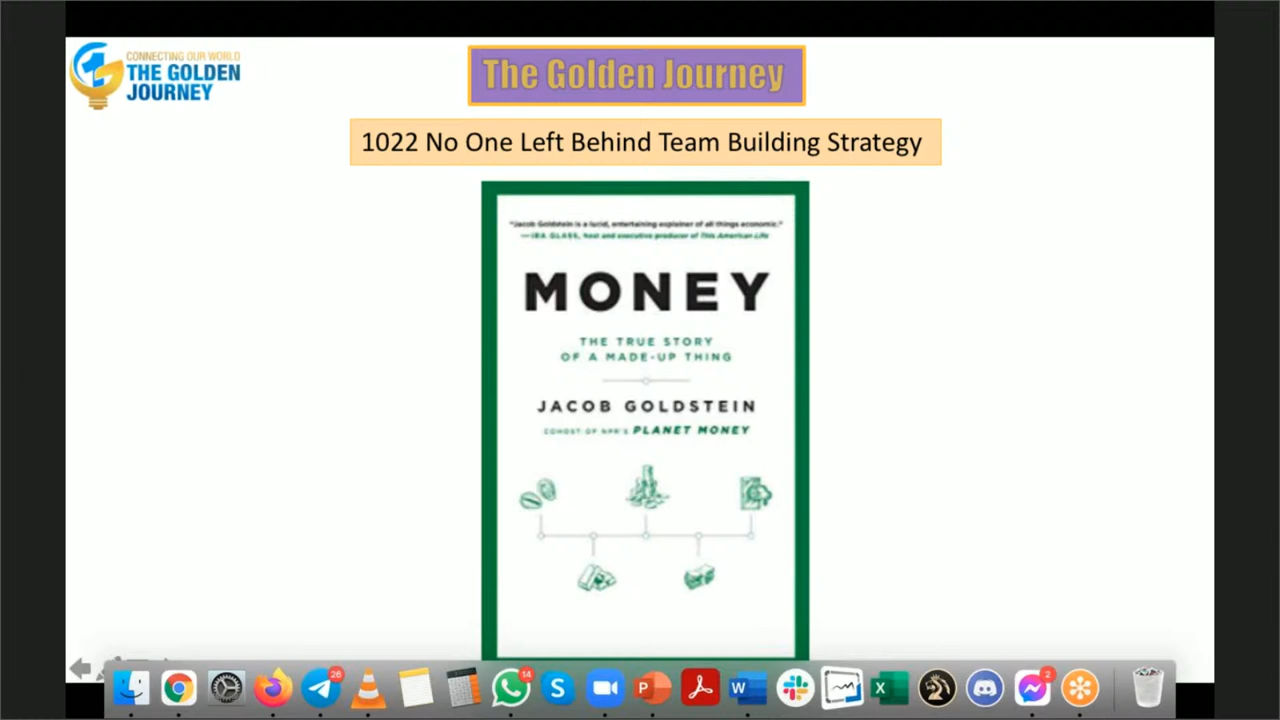 CONNECTING OUR WORLD
THE GOLDEN
JOURNEY
The Golden Journey
1022 No One Left Behind Team Building Strategy
"Jacob Goldstein is a lucid, entertaining explainer of all things economic."
—IRA GLASS, host and executive producer of This American Life
MONEY
THE TRUE STORY
OF A MADE-UP THING
JACOB GOLDSTEIN
COHOST OF NPR'S PLANET MONEY
26
14
2